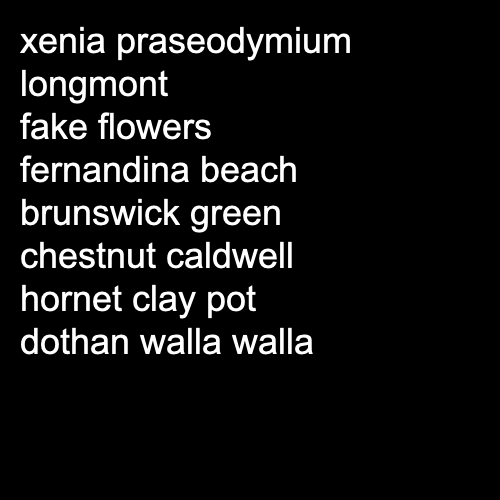 xenia praseodymium
longmont
fake flowers
fernandina beach
brunswick green
chestnut caldwell
hornet clay pot
dothan walla walla